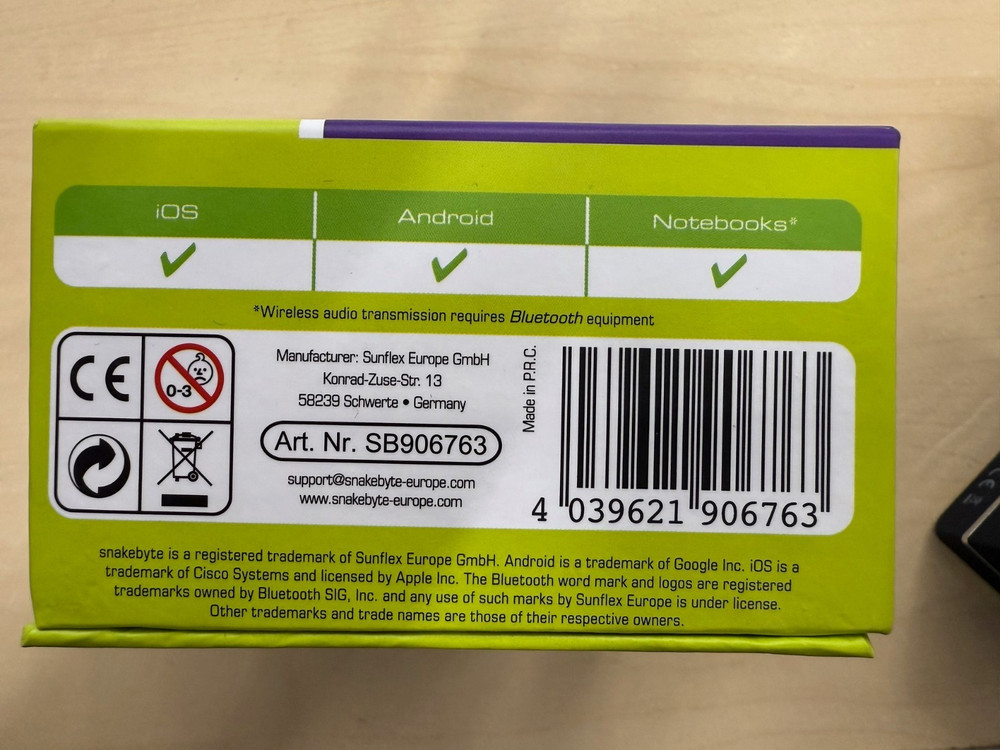 iOS Android Notebooks*
*Wireless audio transmission requires Bluetooth equipment
CE
0-3
Manufacturer: Sunflex Europe GmbH
Konrad-Zuse-Str. 13
58239 Schwerte • Germany
Art. Nr. SB906763
support@snakebyte-europe.com
www.snakebyte-europe.com
Made in P.R.C.
4 039621 906763
snakebyte is a registered trademark of Sunflex Europe GmbH. Android is a trademark of Google Inc. iOS is a
trademark of Cisco Systems and licensed by Apple Inc. The Bluetooth word mark and logos are registered
trademarks owned by Bluetooth SIG, Inc. and any use of such marks by Sunflex Europe is under license.
Other trademarks and trade names are those of their respective owners.